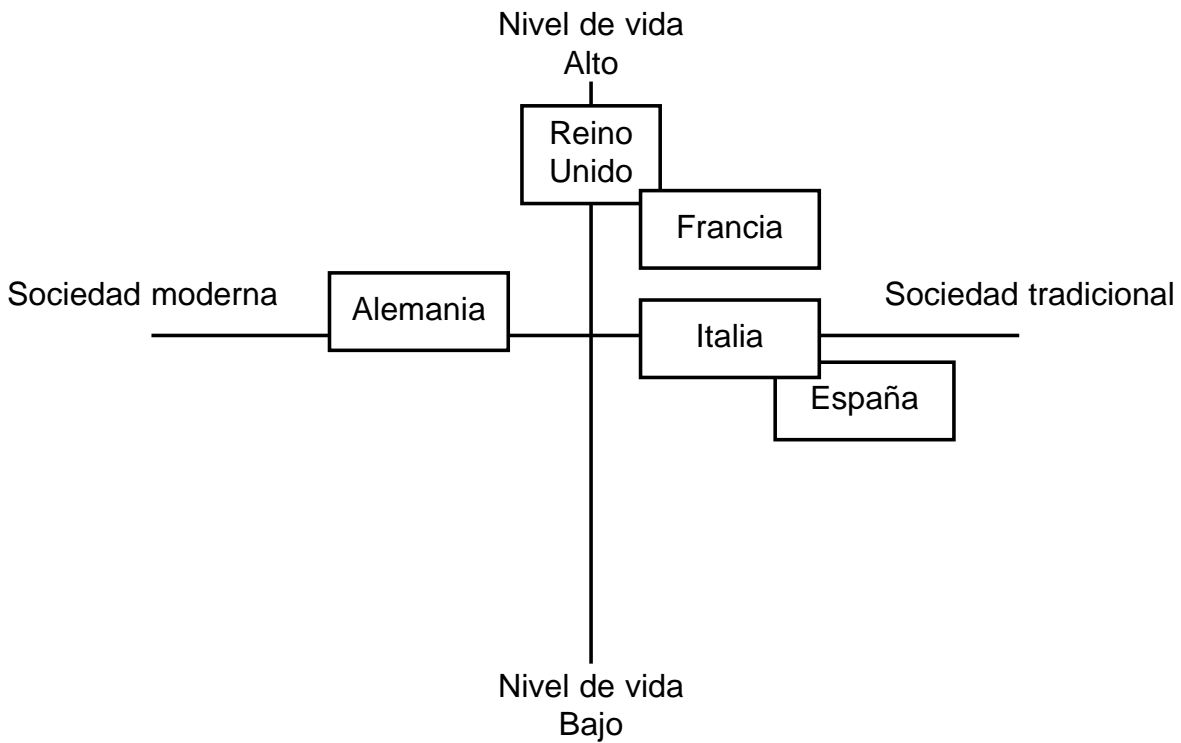 Nivel de vida
Alto
Reino
Unido
Francia
Sociedad moderna
Alemania
Sociedad tradicional
Italia
España
Nivel de vida
Bajo